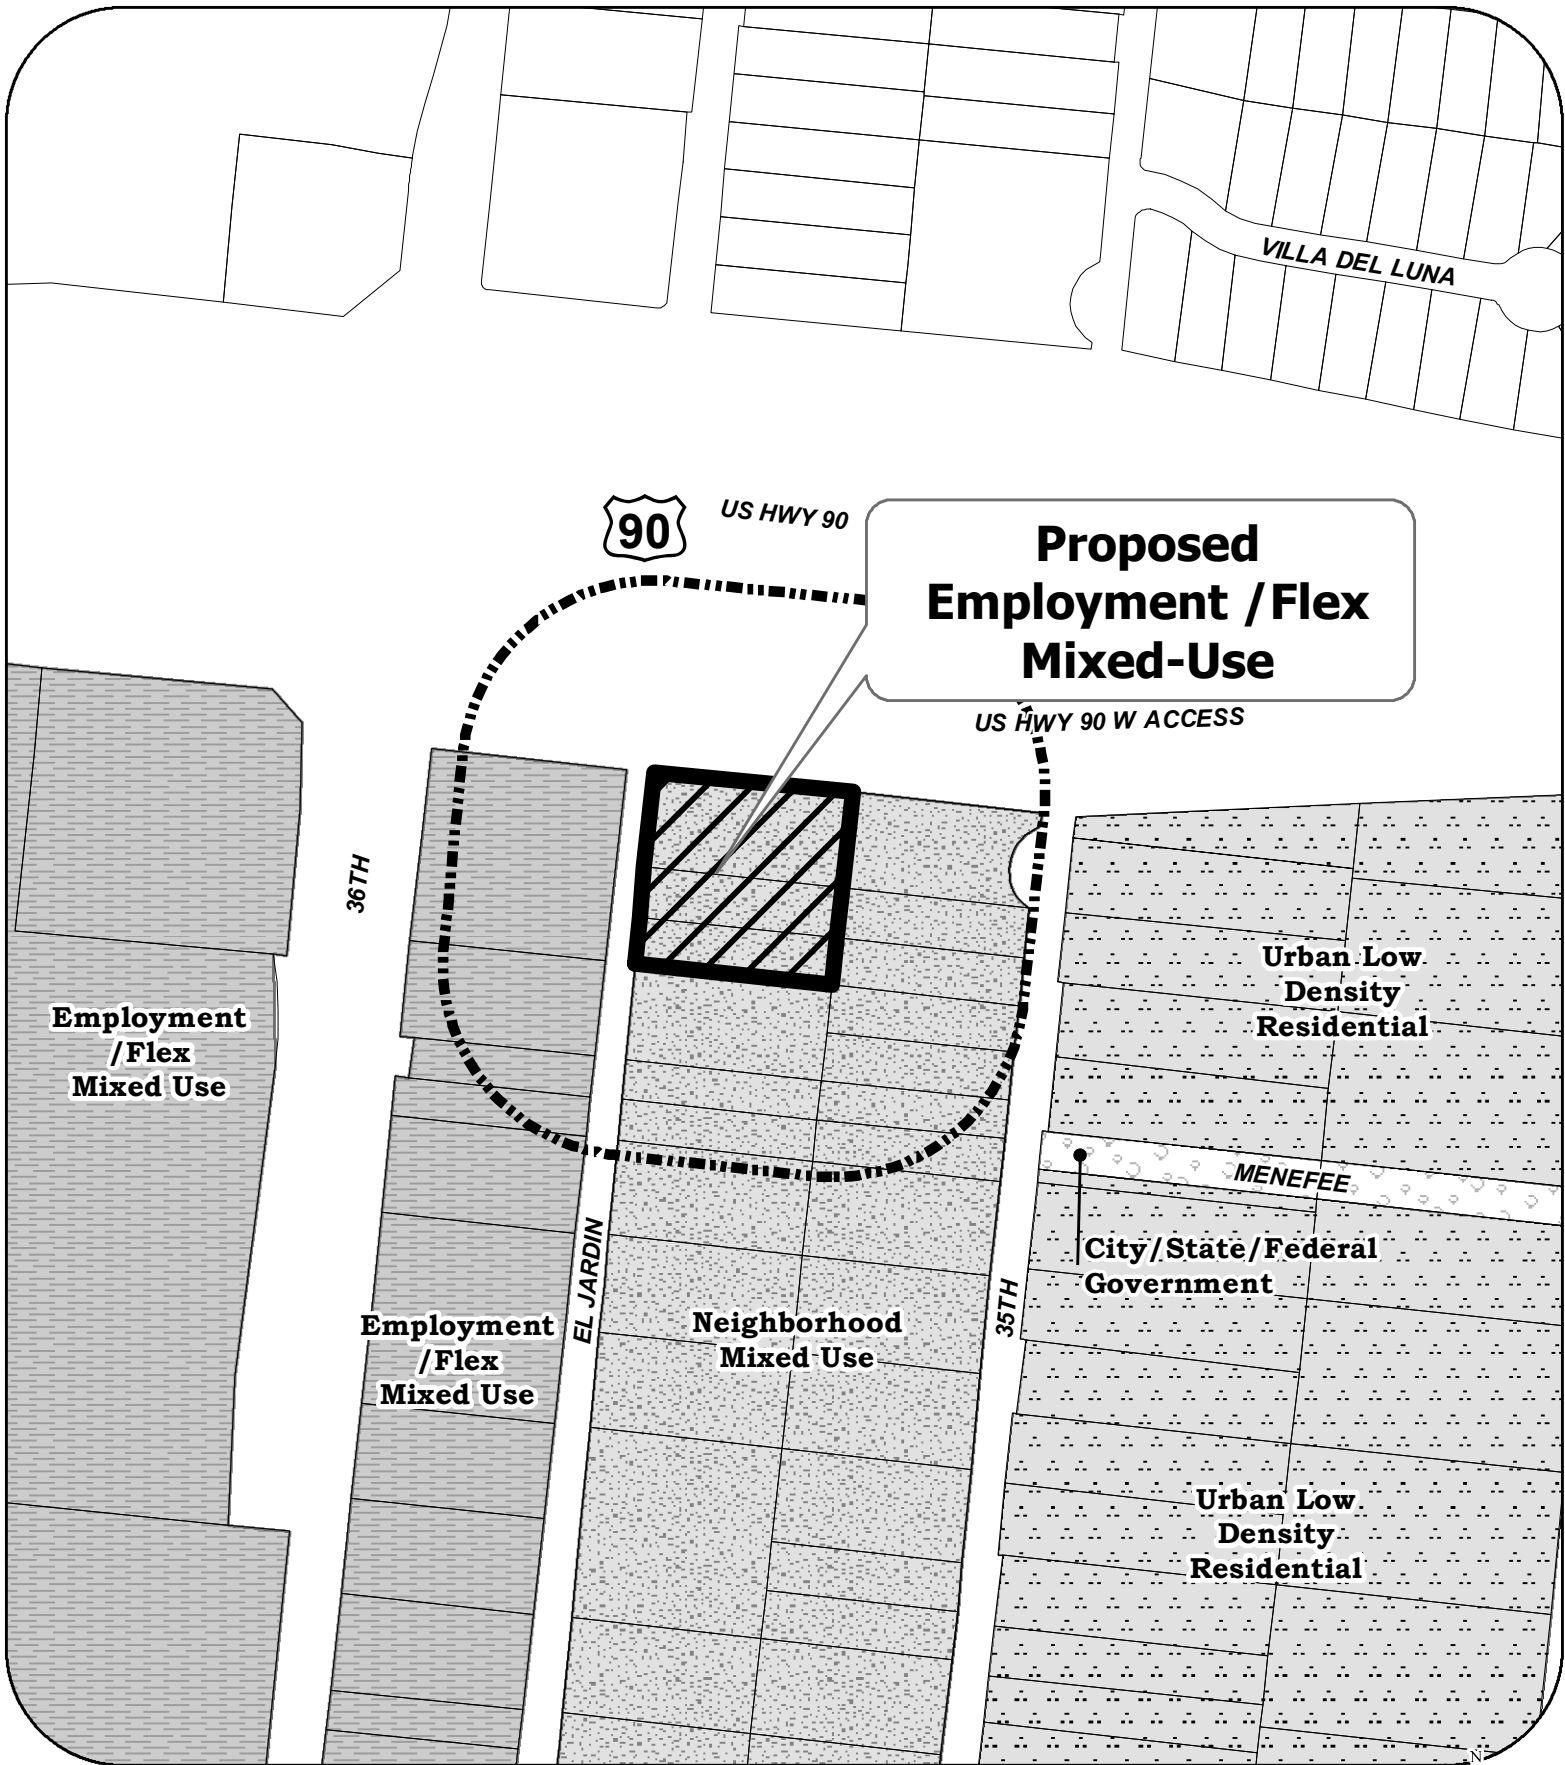 VILLA DEL LUNA
90
US HWY 90
Proposed
Employment /Flex
Mixed-Use
US HWY 90 W ACCESS
36TH
Urban Low
Density
Residential
Employment
/Flex
Mixed Use
MENEFEE
City/State/Federal
Government
EL JARDIN
35TH
Employment
/Flex
Mixed Use
Neighborhood
Mixed Use
Urban Low
Density
Residential
N